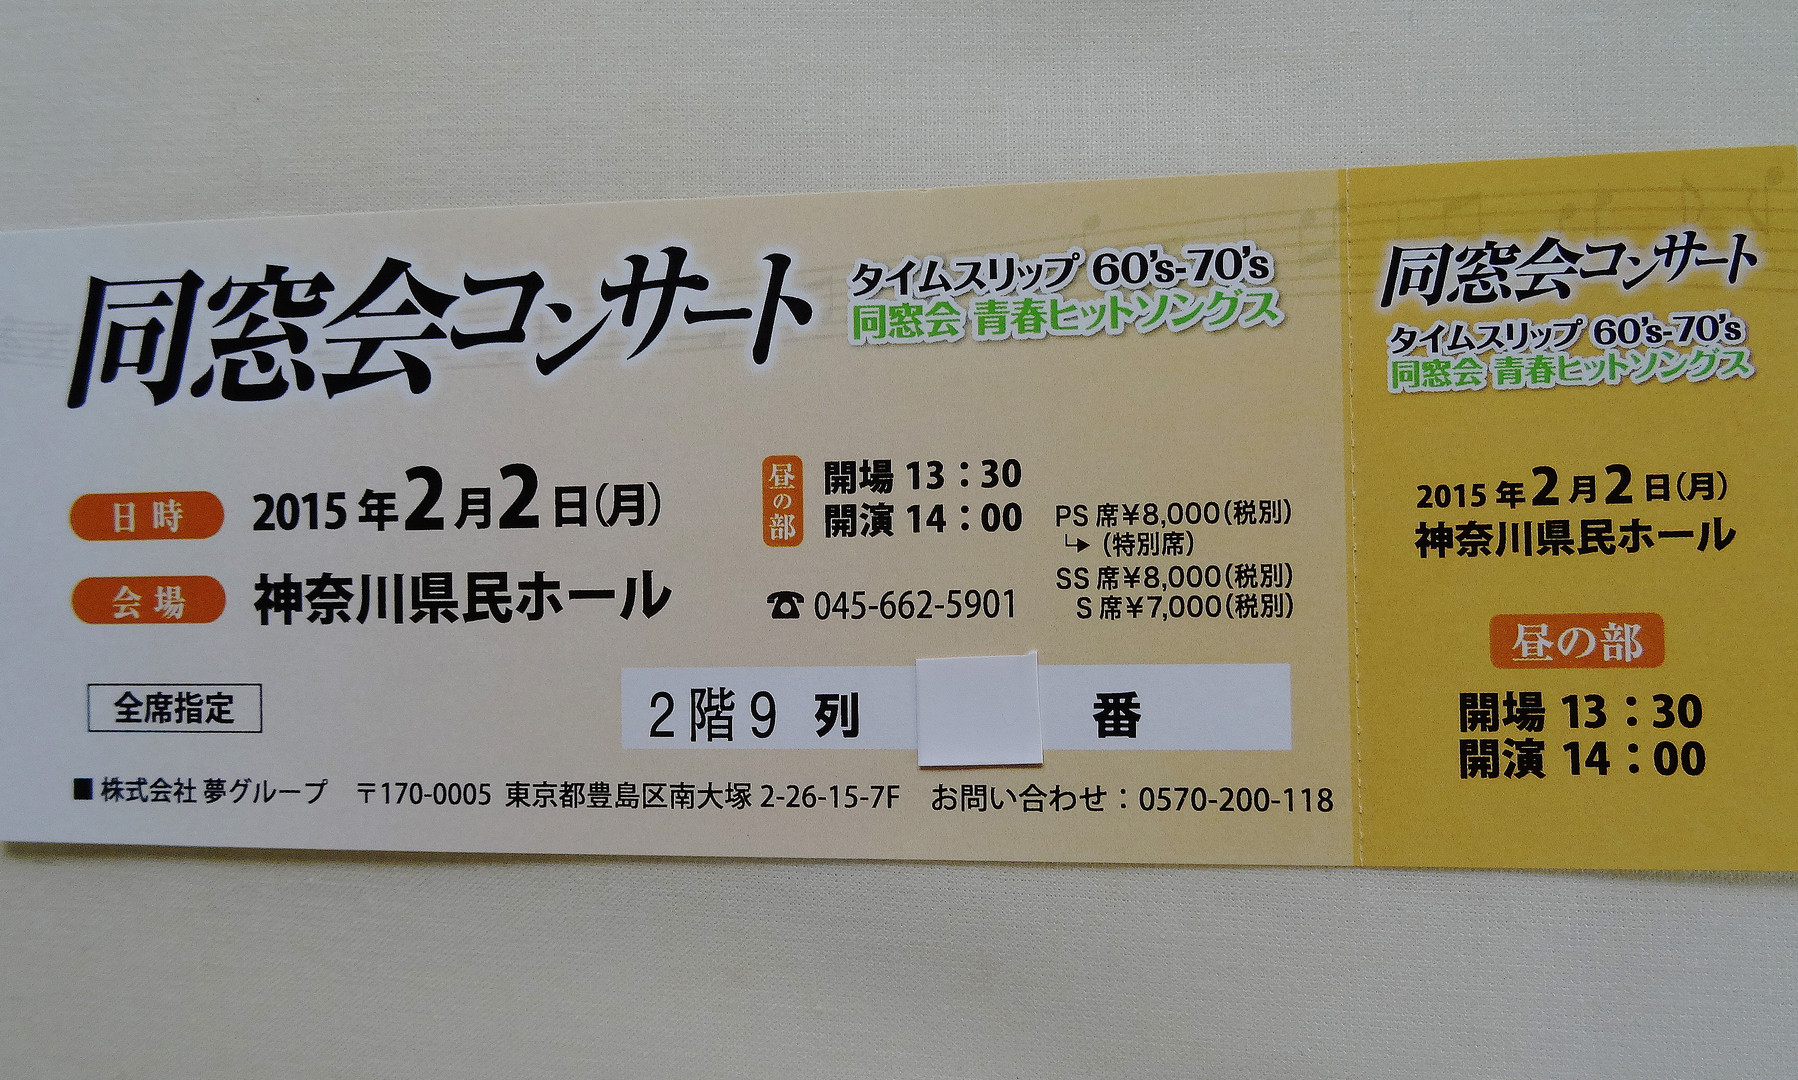 同窓会コンサート
タイムスリップ 60's-70's
同窓会 青春ヒットソングス
日時 2015年2月2日(月)
会場 神奈川県民ホール
昼の部
開場 13：30
開演 14：00
☎ 045-662-5901
PS 席¥8,000(税別)
↳ (特別席)
SS 席¥8,000(税別)
S 席¥7,000(税別)
全席指定
2階9 列 番
■ 株式会社 夢グループ 〒170-0005 東京都豊島区南大塚 2-26-15-7F お問い合わせ：0570-200-118
同窓会コンサート
タイムスリップ 60's-70's
同窓会 青春ヒットソングス
2015年2月2日(月)
神奈川県民ホール
昼の部
開場 13：30
開演 14：00